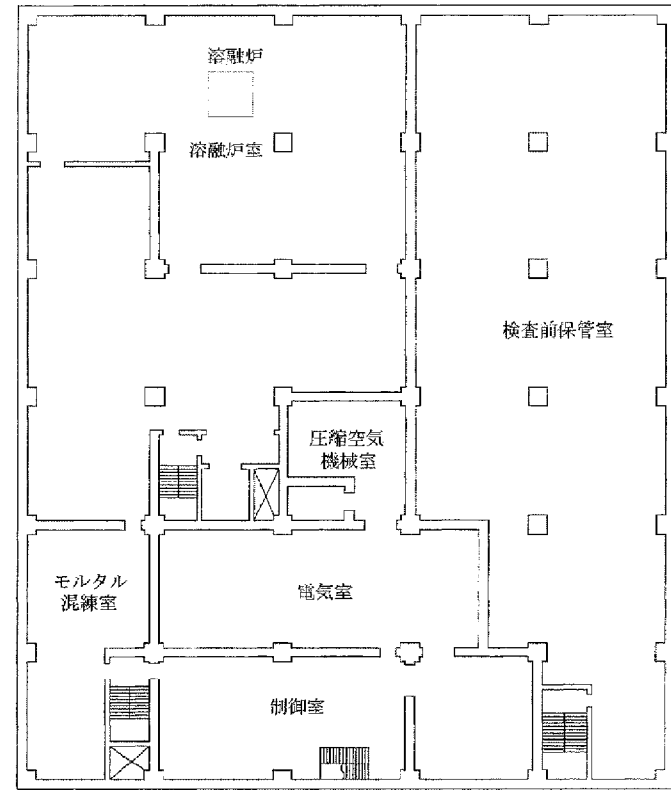 溶融炉
溶融炉室
検査前保管室
圧縮空気
機械室
モルタル
混練室
電気室
制御室